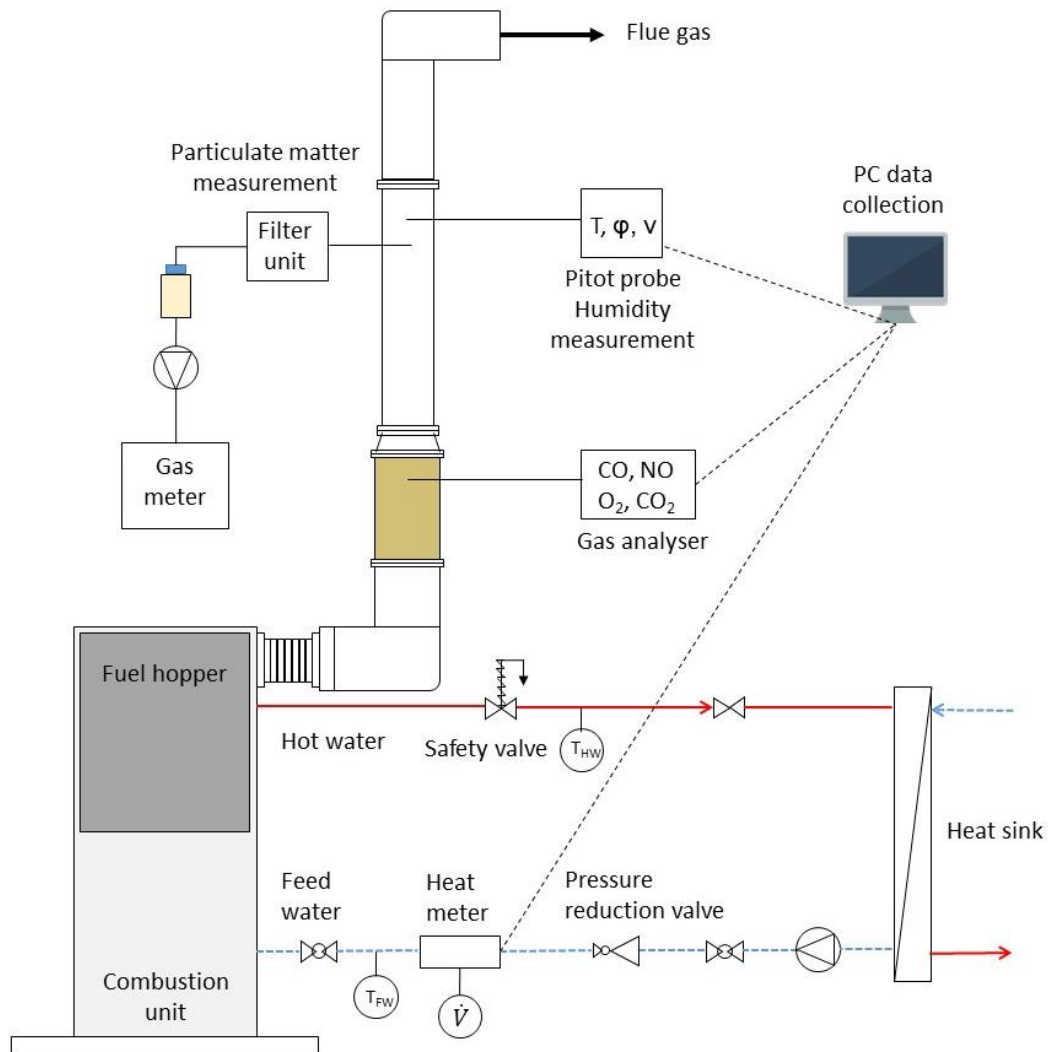 Flue gas
Particulate matter
measurement
PC data
collection
Filter
unit
T, φ, v
Pitot probe
Humidity
measurement
Gas
meter
CO, NO
O₂, CO₂
Gas analyser
Fuel hopper
Hot water
Safety valve
T_HW
Heat sink
Feed
water
Heat
meter
Pressure
reduction valve
T_FW
V̇
Combustion
unit